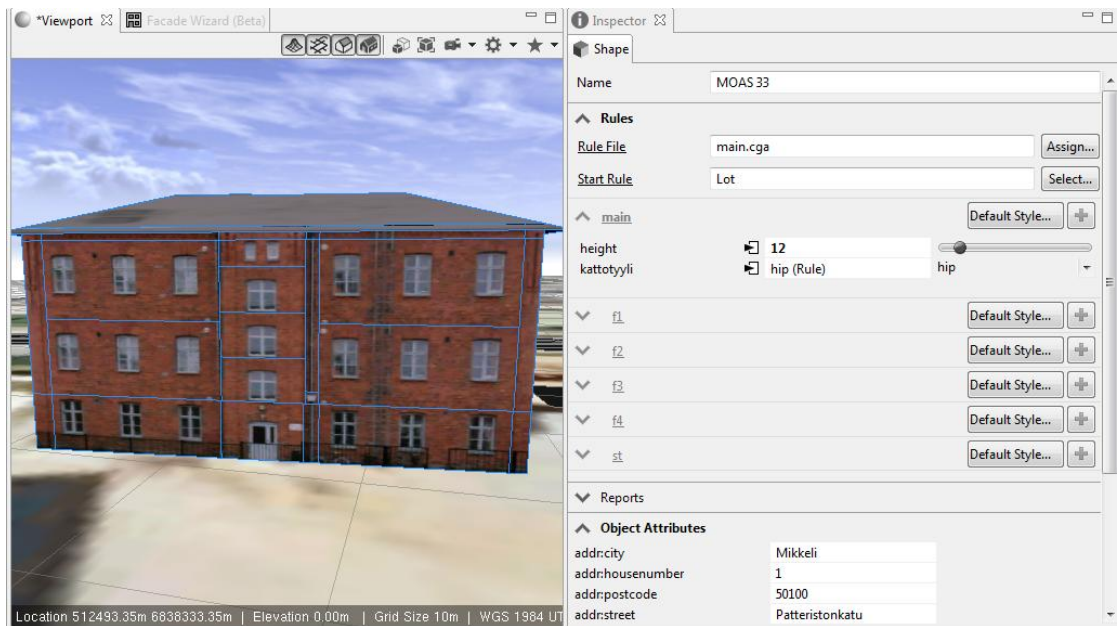 *Viewport
Facade Wizard (Beta)
Location 512493.35m 6838333.35m | Elevation 0.00m | Grid Size 10m | WGS 1984 UT
Inspector
Shape
Name MOAS 33
Rules
Rule File main.cga Assign...
Start Rule Lot Select...
main Default Style...
height 12
kattotyyli hip (Rule) hip
f1 Default Style...
f2 Default Style...
f3 Default Style...
f4 Default Style...
st Default Style...
Reports
Object Attributes
addr:city Mikkeli
addr:housenumber 1
addr:postcode 50100
addr:street Patteristonkatu